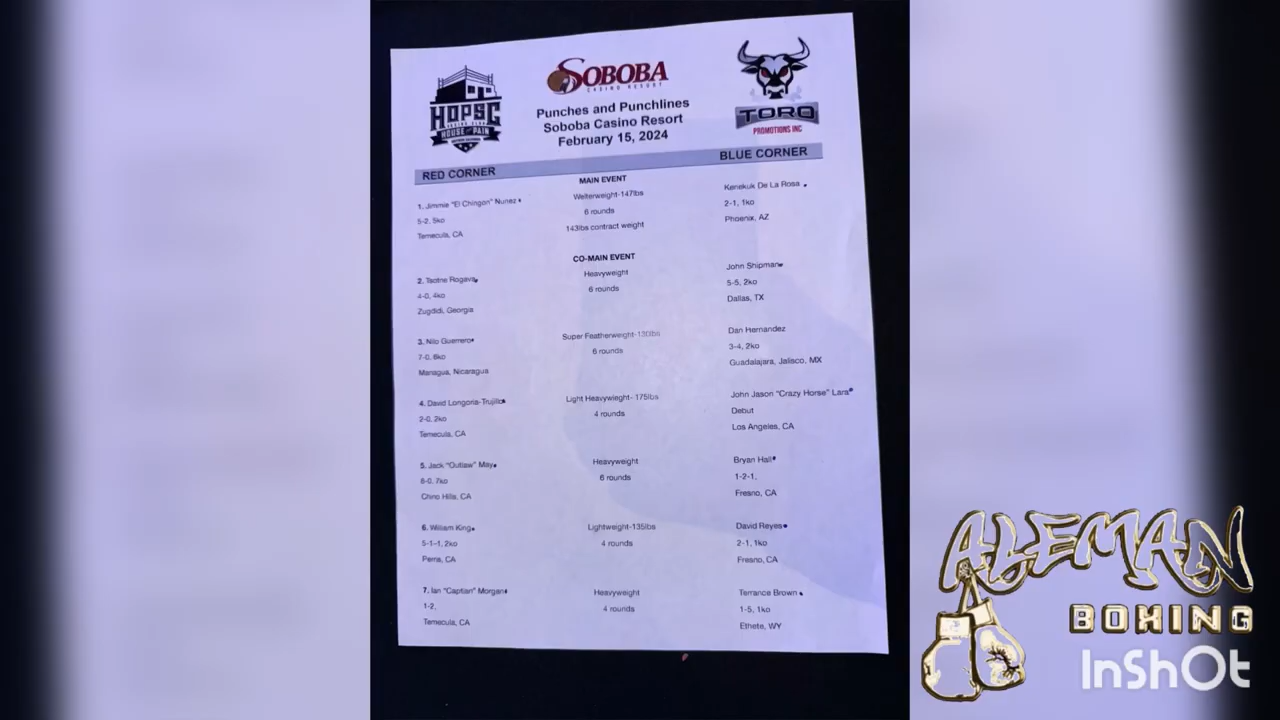 HOPSC
BOXING CLUB
HOUSE OF PAIN
SOBOBA
CASINO RESORT
Punches and Punchlines
Soboba Casino Resort
February 15, 2024
TORO
PROMOTIONS INC
RED CORNER
BLUE CORNER
MAIN EVENT
1. Jimmie "El Chingon" Nunez
5-2, 5ko
Temecula, CA
Welterweight-147lbs
6 rounds
143lbs contract weight
Kenekuk De La Rosa
2-1, 1ko
Phoenix, AZ
CO-MAIN EVENT
2. Tsotne Rogava
4-0, 4ko
Zugdidi, Georgia
Heavyweight
6 rounds
John Shipman
5-5, 2ko
Dallas, TX
3. Nilo Guerrero
7-0, 6ko
Managua, Nicaragua
Super Featherweight-130lbs
6 rounds
Dan Hernandez
3-4, 2ko
Guadalajara, Jalisco, MX
4. David Longoria-Trujillo
2-0, 2ko
Temecula, CA
Light Heavywieght- 175lbs
4 rounds
John Jason "Crazy Horse" Lara
Debut
Los Angeles, CA
5. Jack "Outlaw" May
8-0, 7ko
Chino Hills, CA
Heavyweight
6 rounds
Bryan Hall
1-2-1,
Fresno, CA
6. William King
5-1-1, 2ko
Perris, CA
Lightweight-135lbs
4 rounds
David Reyes
2-1, 1ko
Fresno, CA
7. Ian "Captian" Morgan
1-2,
Temecula, CA
Heavyweight
4 rounds
Terrance Brown
1-5, 1ko
Ethete, WY
ALEMAN
BOXING
InShOt